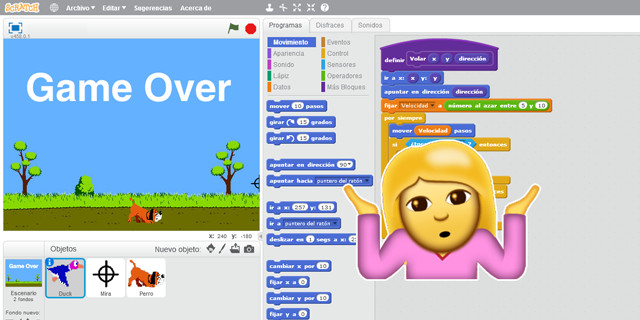 SCRATCH
Archivo ▾ Editar ▾ Sugerencias Acerca de
v456.0.1
Game Over
x: 240 y: -180
Objetos Nuevo objeto:
Game Over
Escenario
2 fondos
Fondo nuevo:
Duck
Mira
Perro
Programas Disfraces Sonidos
Movimiento
Apariencia
Sonido
Lápiz
Datos
Eventos
Control
Sensores
Operadores
Más Bloques
mover 10 pasos
girar 15 grados
girar 15 grados
apuntar en dirección 90
apuntar hacia puntero del ratón
ir a x: 257 y: 131
ir a puntero del ratón
deslizar en 1 segs a x:
cambiar x por 10
fijar x a 0
cambiar y por 10
fijar y a 0
definir Volar x y dirección
ir a x: x y: y
apuntar en dirección dirección
fijar Velocidad a número al azar entre 5 y 10
por siempre
mover Velocidad pasos
si entonces